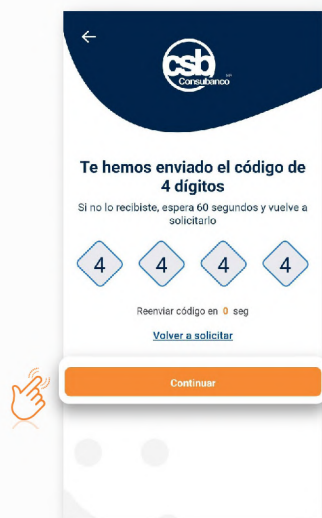 csb
Consubanco
Te hemos enviado el código de
4 dígitos
Si no lo recibiste, espera 60 segundos y vuelve a
solicitarlo
4 4 4 4
Reenviar código en 0 seg
Volver a solicitar
Continuar